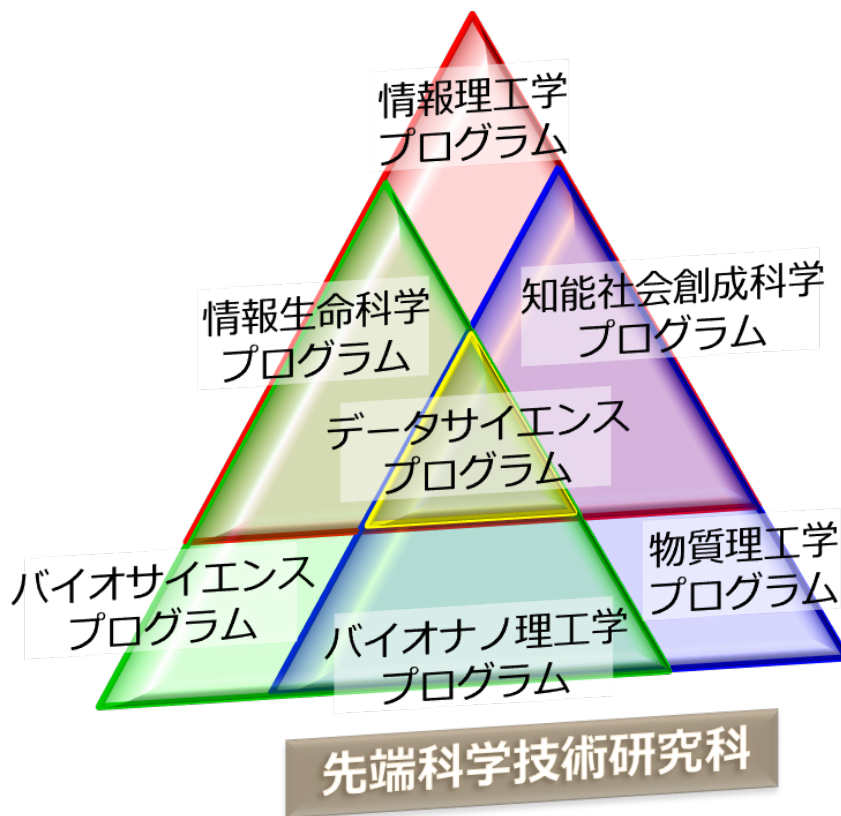 情報理工学
プログラム
情報生命科学
プログラム
知能社会創成科学
プログラム
データサイエンス
プログラム
バイオサイエンス
プログラム
バイオナノ理工学
プログラム
物質理工学
プログラム
先端科学技術研究科